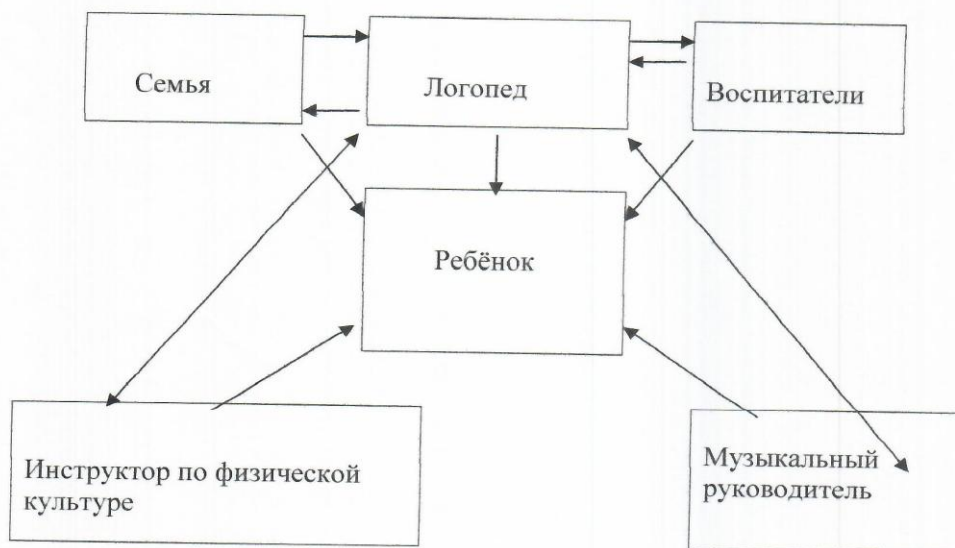 Семья
Логопед
Воспитатели
Ребёнок
Инструктор по физической
культуре
Музыкальный
руководитель